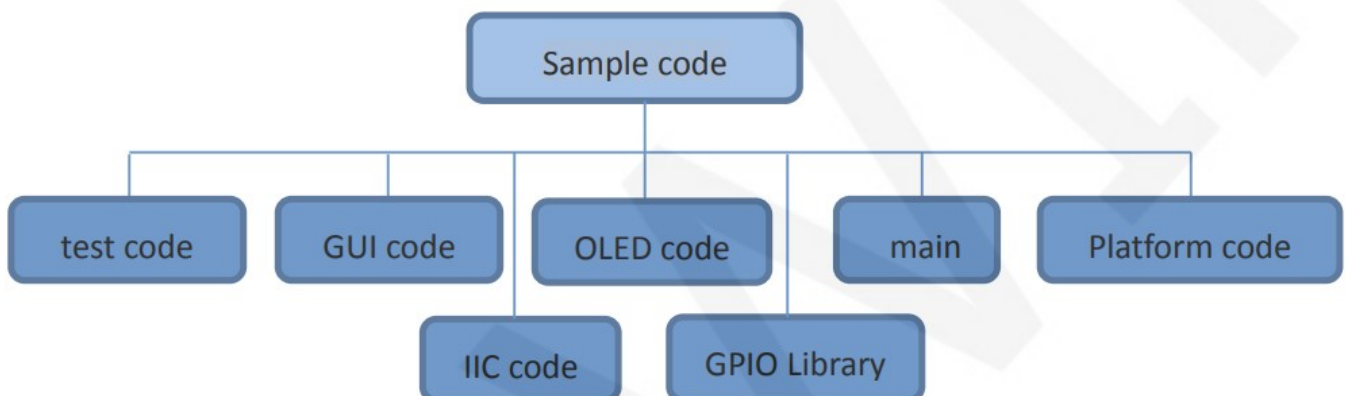 Sample code
test code
GUI code
OLED code
main
Platform code
IIC code
GPIO Library